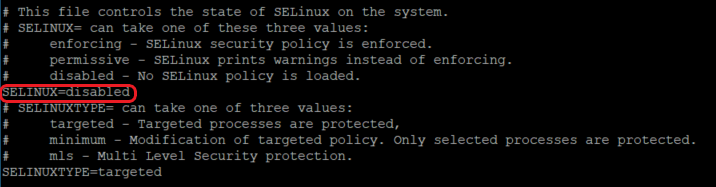 # This file controls the state of SELinux on the system.
# SELINUX= can take one of these three values:
#     enforcing - SELinux security policy is enforced.
#     permissive - SELinux prints warnings instead of enforcing.
#     disabled - No SELinux policy is loaded.
SELINUX=disabled
# SELINUXTYPE= can take one of three values:
#     targeted - Targeted processes are protected,
#     minimum - Modification of targeted policy. Only selected processes are protected.
#     mls - Multi Level Security protection.
SELINUXTYPE=targeted